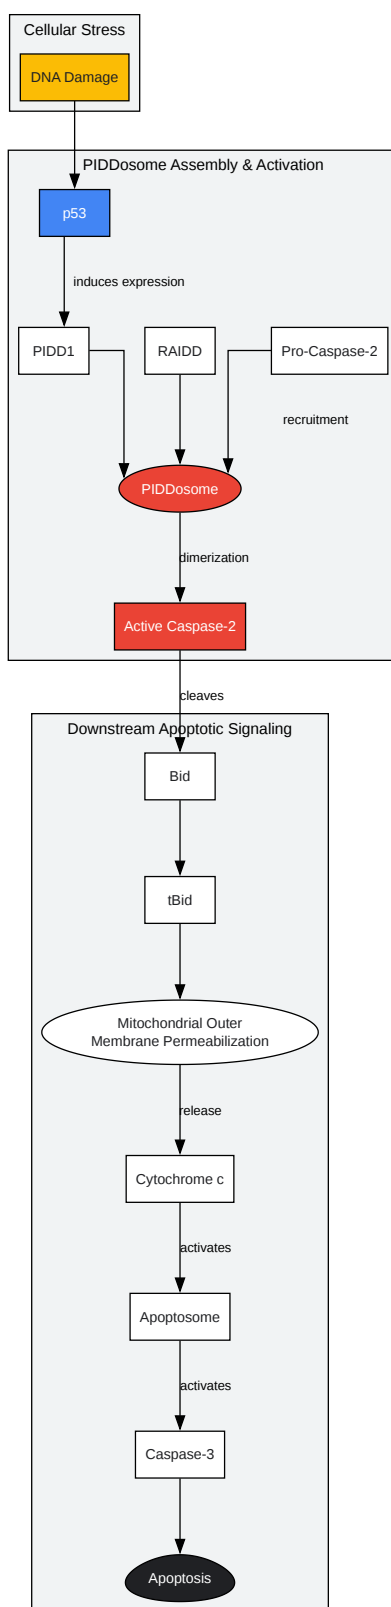 Cellular Stress
DNA Damage
PIDDosome Assembly & Activation
p53
induces expression
PIDD1
RAIDD
Pro-Caspase-2
recruitment
PIDDosome
dimerization
Active Caspase-2
cleaves
Downstream Apoptotic Signaling
Bid
tBid
Mitochondrial Outer
Membrane Permeabilization
release
Cytochrome c
activates
Apoptosome
activates
Caspase-3
Apoptosis